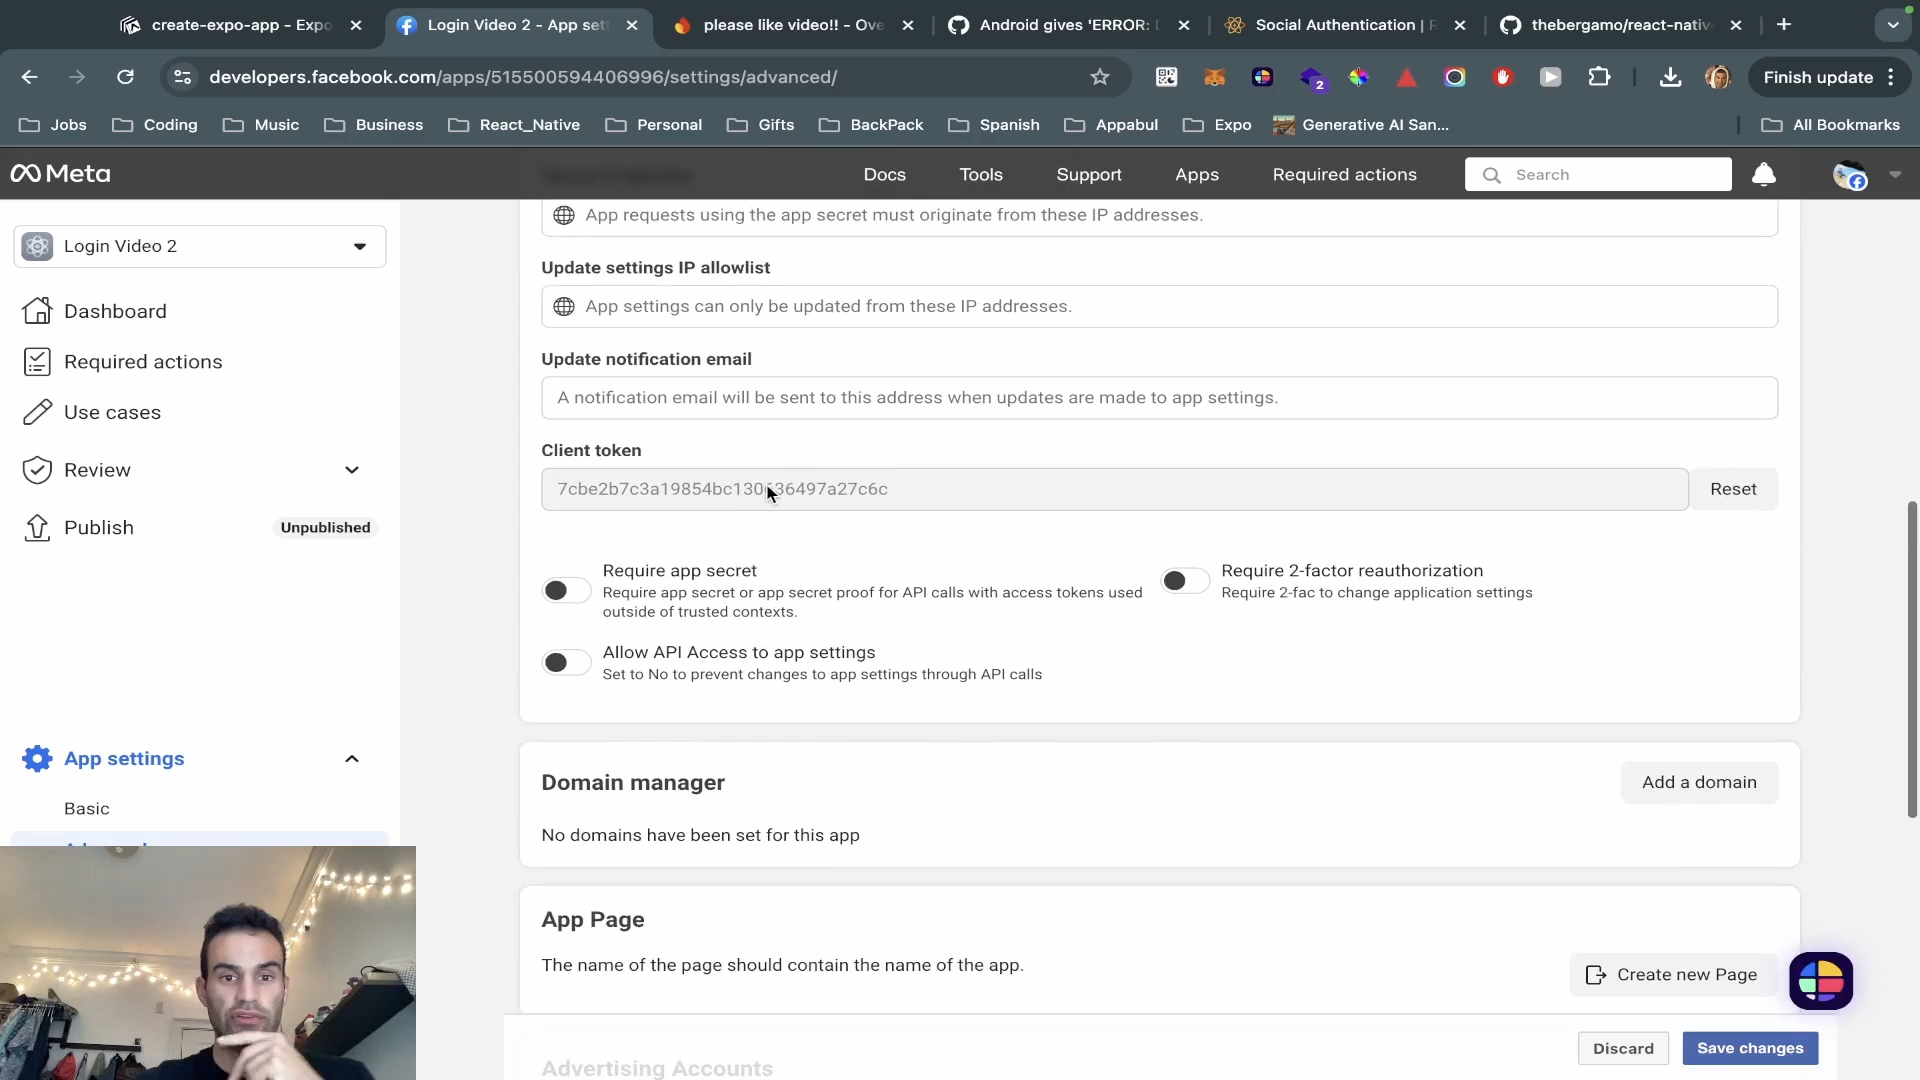 create-expo-app - Expo
Login Video 2 - App set
please like video!! - Ove
Android gives 'ERROR:
Social Authentication |
thebergamo/react-nativ
developers.facebook.com/apps/515500594406996/settings/advanced/
2
Finish update
Jobs
Coding
Music
Business
React_Native
Personal
Gifts
BackPack
Spanish
Appabul
Expo
Generative AI San...
All Bookmarks
Meta
Docs
Tools
Support
Apps
Required actions
Search
Login Video 2
Dashboard
Required actions
Use cases
Review
Publish
Unpublished
App settings
Basic
App requests using the app secret must originate from these IP addresses.
Update settings IP allowlist
App settings can only be updated from these IP addresses.
Update notification email
A notification email will be sent to this address when updates are made to app settings.
Client token
Reset
Require app secret
Require app secret or app secret proof for API calls with access tokens used
outside of trusted contexts.
Require 2-factor reauthorization
Require 2-fac to change application settings
Allow API Access to app settings
Set to No to prevent changes to app settings through API calls
Domain manager
Add a domain
No domains have been set for this app
App Page
The name of the page should contain the name of the app.
Create new Page
Discard
Save changes
Advertising Accounts